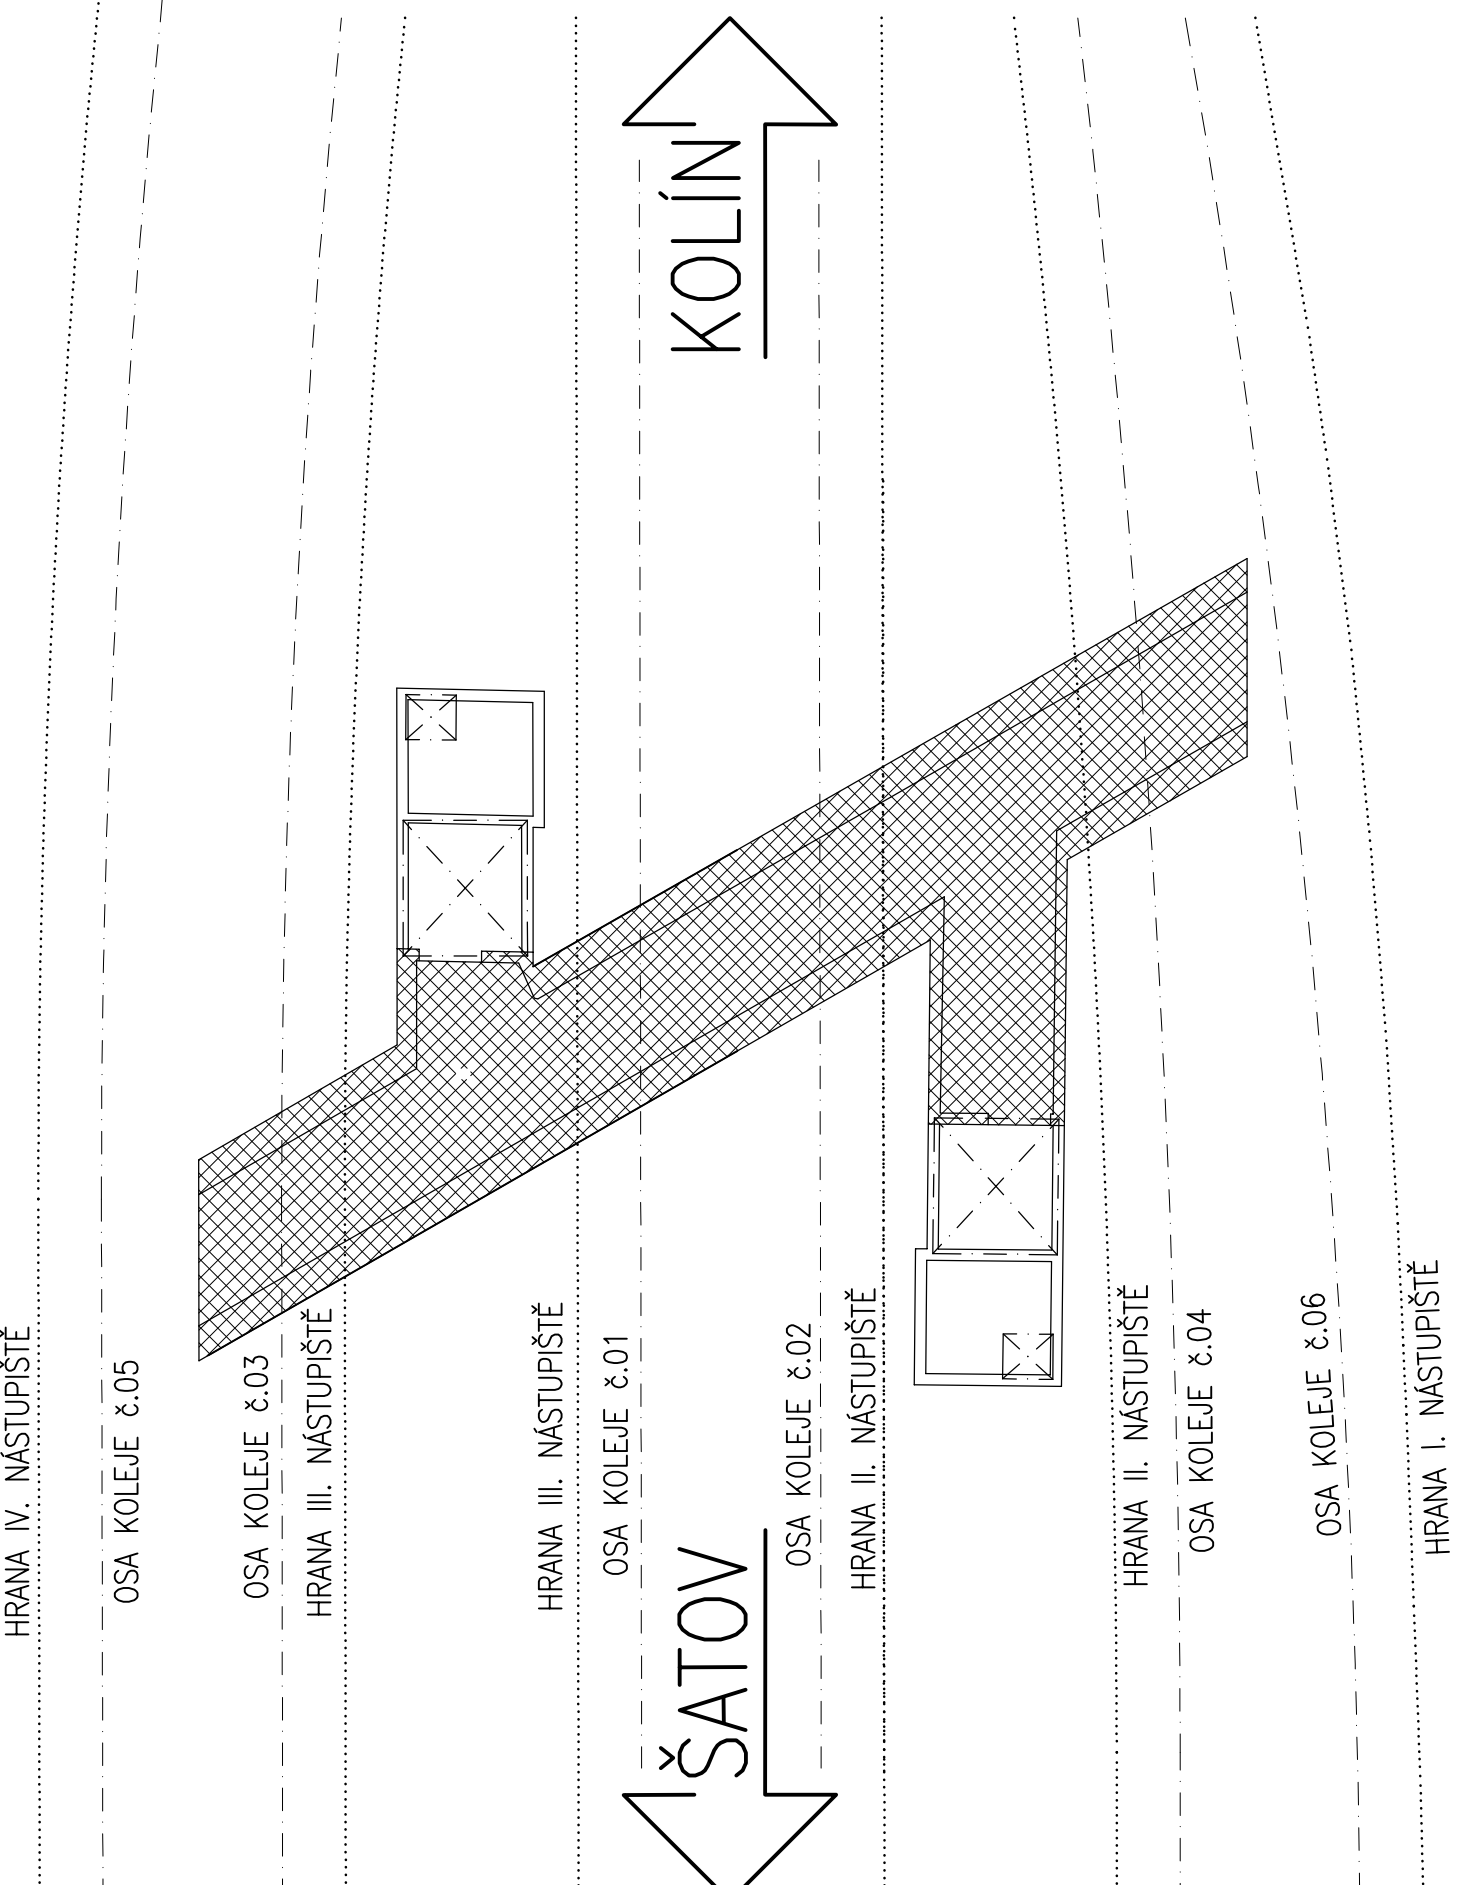 KOLÍN
HRANA IV. NÁSTUPIŠTĚ
OSA KOLEJE č.05
OSA KOLEJE č.03
HRANA III. NÁSTUPIŠTĚ
HRANA III. NÁSTUPIŠTĚ
OSA KOLEJE č.01
OSA KOLEJE č.02
HRANA II. NÁSTUPIŠTĚ
HRANA II. NÁSTUPIŠTĚ
OSA KOLEJE č.04
OSA KOLEJE č.06
HRANA I. NÁSTUPIŠTĚ
ŠATOV